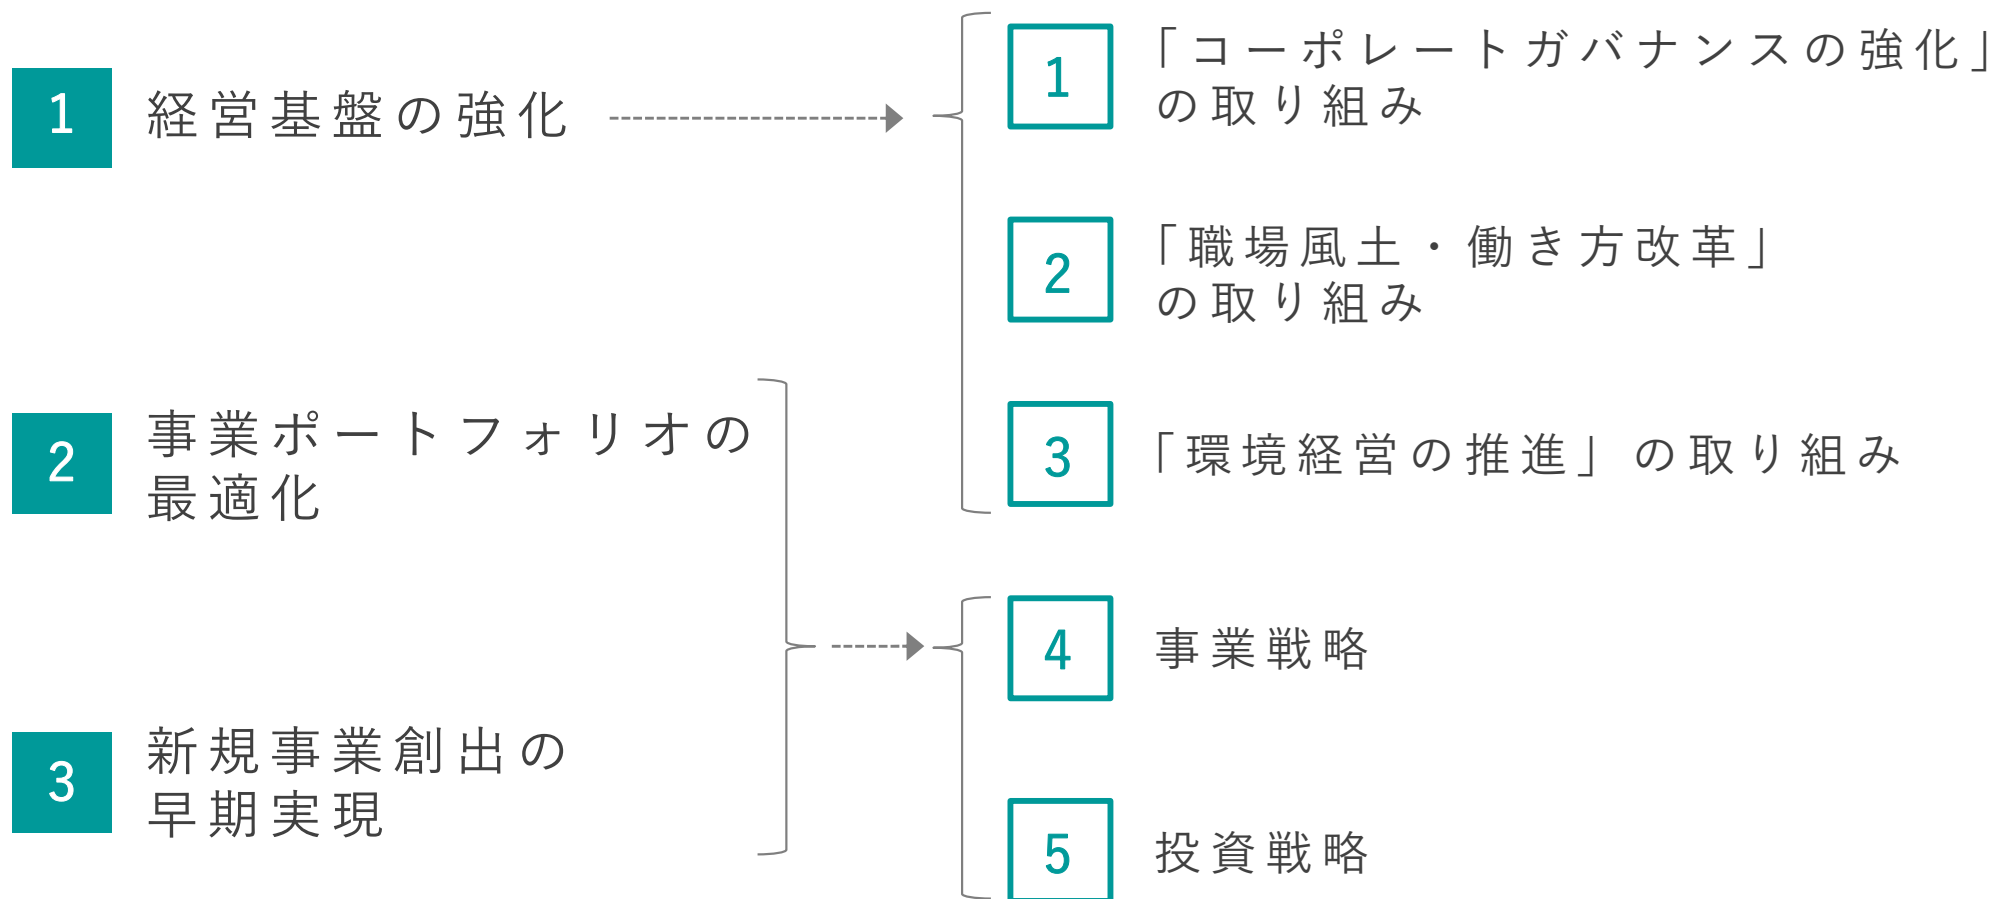 1
経営基盤の強化
2
事業ポートフォリオの
最適化
3
新規事業創出の
早期実現
1
「コーポレートガバナンスの強化」
の取り組み
2
「職場風土・働き方改革」
の取り組み
3
「環境経営の推進」の取り組み
4
事業戦略
5
投資戦略